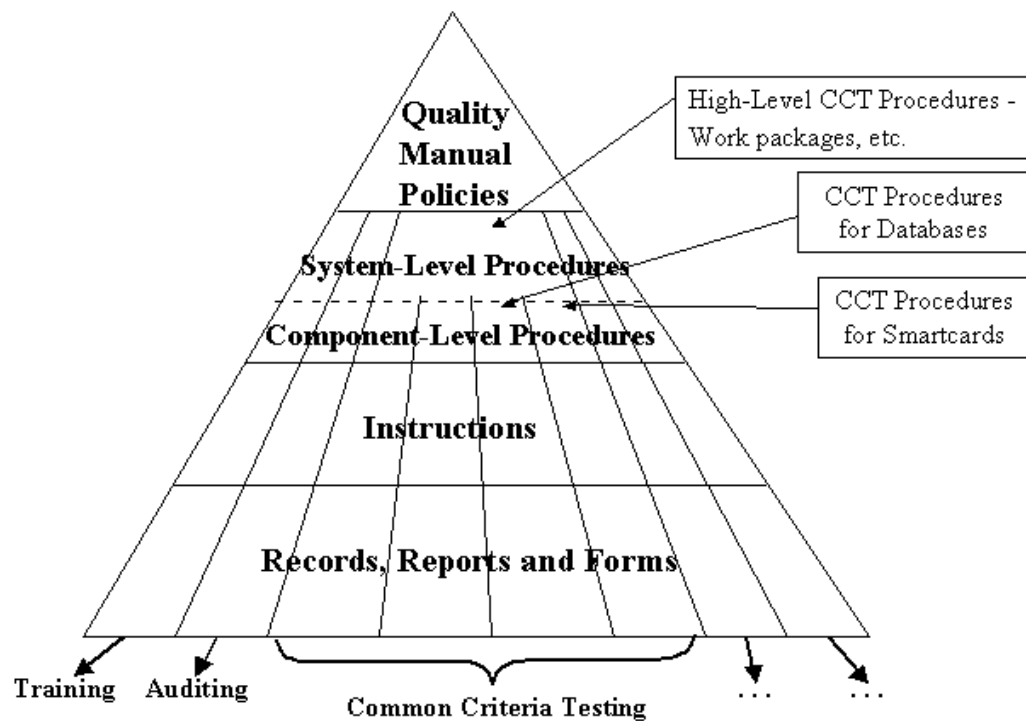 Quality
Manual
Policies
High-Level CCT Procedures -
Work packages, etc.
CCT Procedures
for Databases
System-Level Procedures
CCT Procedures
for Smartcards
Component-Level Procedures
Instructions
Records, Reports and Forms
Training
Auditing
Common Criteria Testing
. . .
. . .